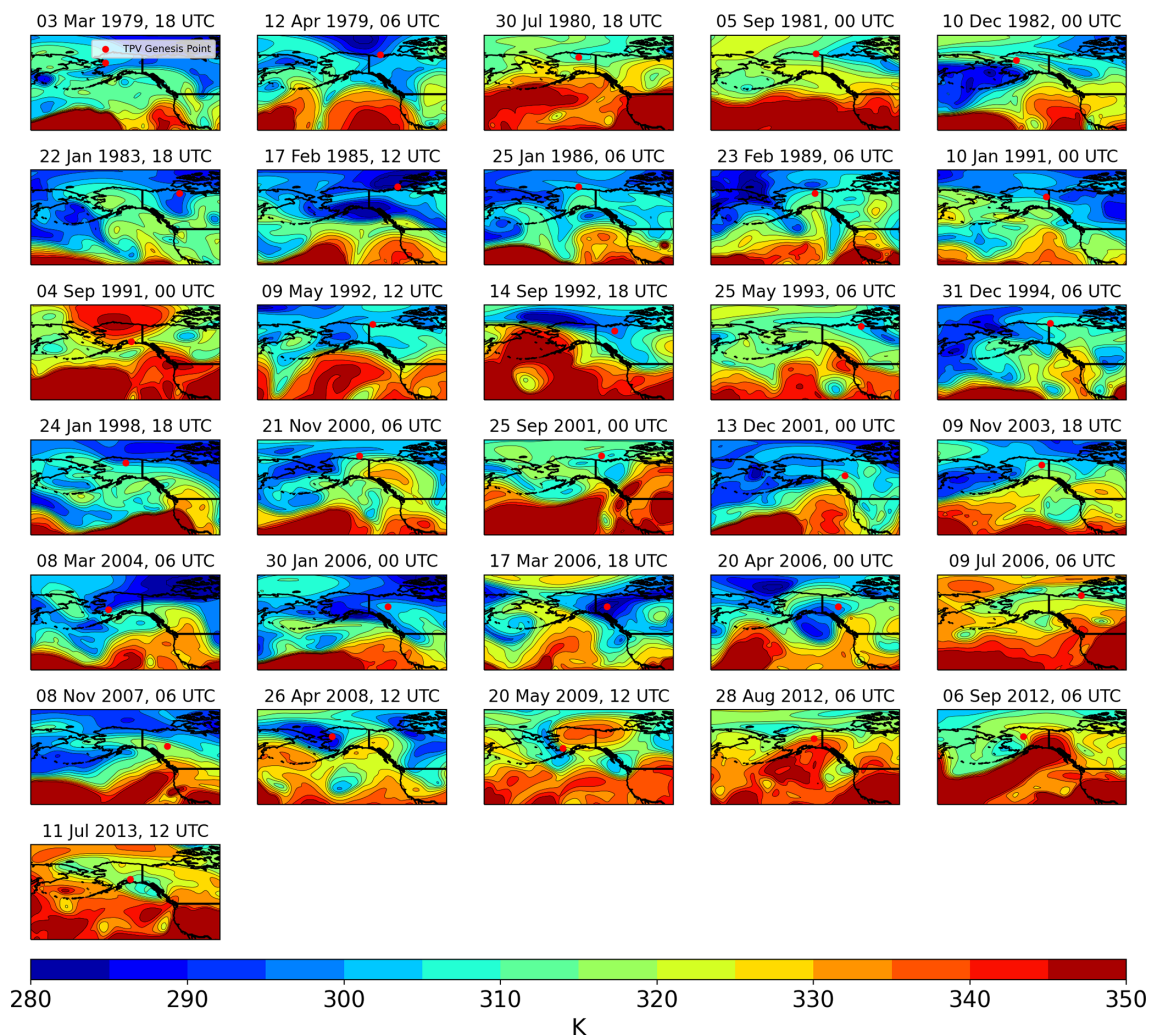 03 Mar 1979, 18 UTC
12 Apr 1979, 06 UTC
30 Jul 1980, 18 UTC
05 Sep 1981, 00 UTC
10 Dec 1982, 00 UTC
TPV Genesis Point
22 Jan 1983, 18 UTC
17 Feb 1985, 12 UTC
25 Jan 1986, 06 UTC
23 Feb 1989, 06 UTC
10 Jan 1991, 00 UTC
04 Sep 1991, 00 UTC
09 May 1992, 12 UTC
14 Sep 1992, 18 UTC
25 May 1993, 06 UTC
31 Dec 1994, 06 UTC
24 Jan 1998, 18 UTC
21 Nov 2000, 06 UTC
25 Sep 2001, 00 UTC
13 Dec 2001, 00 UTC
09 Nov 2003, 18 UTC
08 Mar 2004, 06 UTC
30 Jan 2006, 00 UTC
17 Mar 2006, 18 UTC
20 Apr 2006, 00 UTC
09 Jul 2006, 06 UTC
08 Nov 2007, 06 UTC
26 Apr 2008, 12 UTC
20 May 2009, 12 UTC
28 Aug 2012, 06 UTC
06 Sep 2012, 06 UTC
11 Jul 2013, 12 UTC
280 290 300 310 320 330 340 350
K